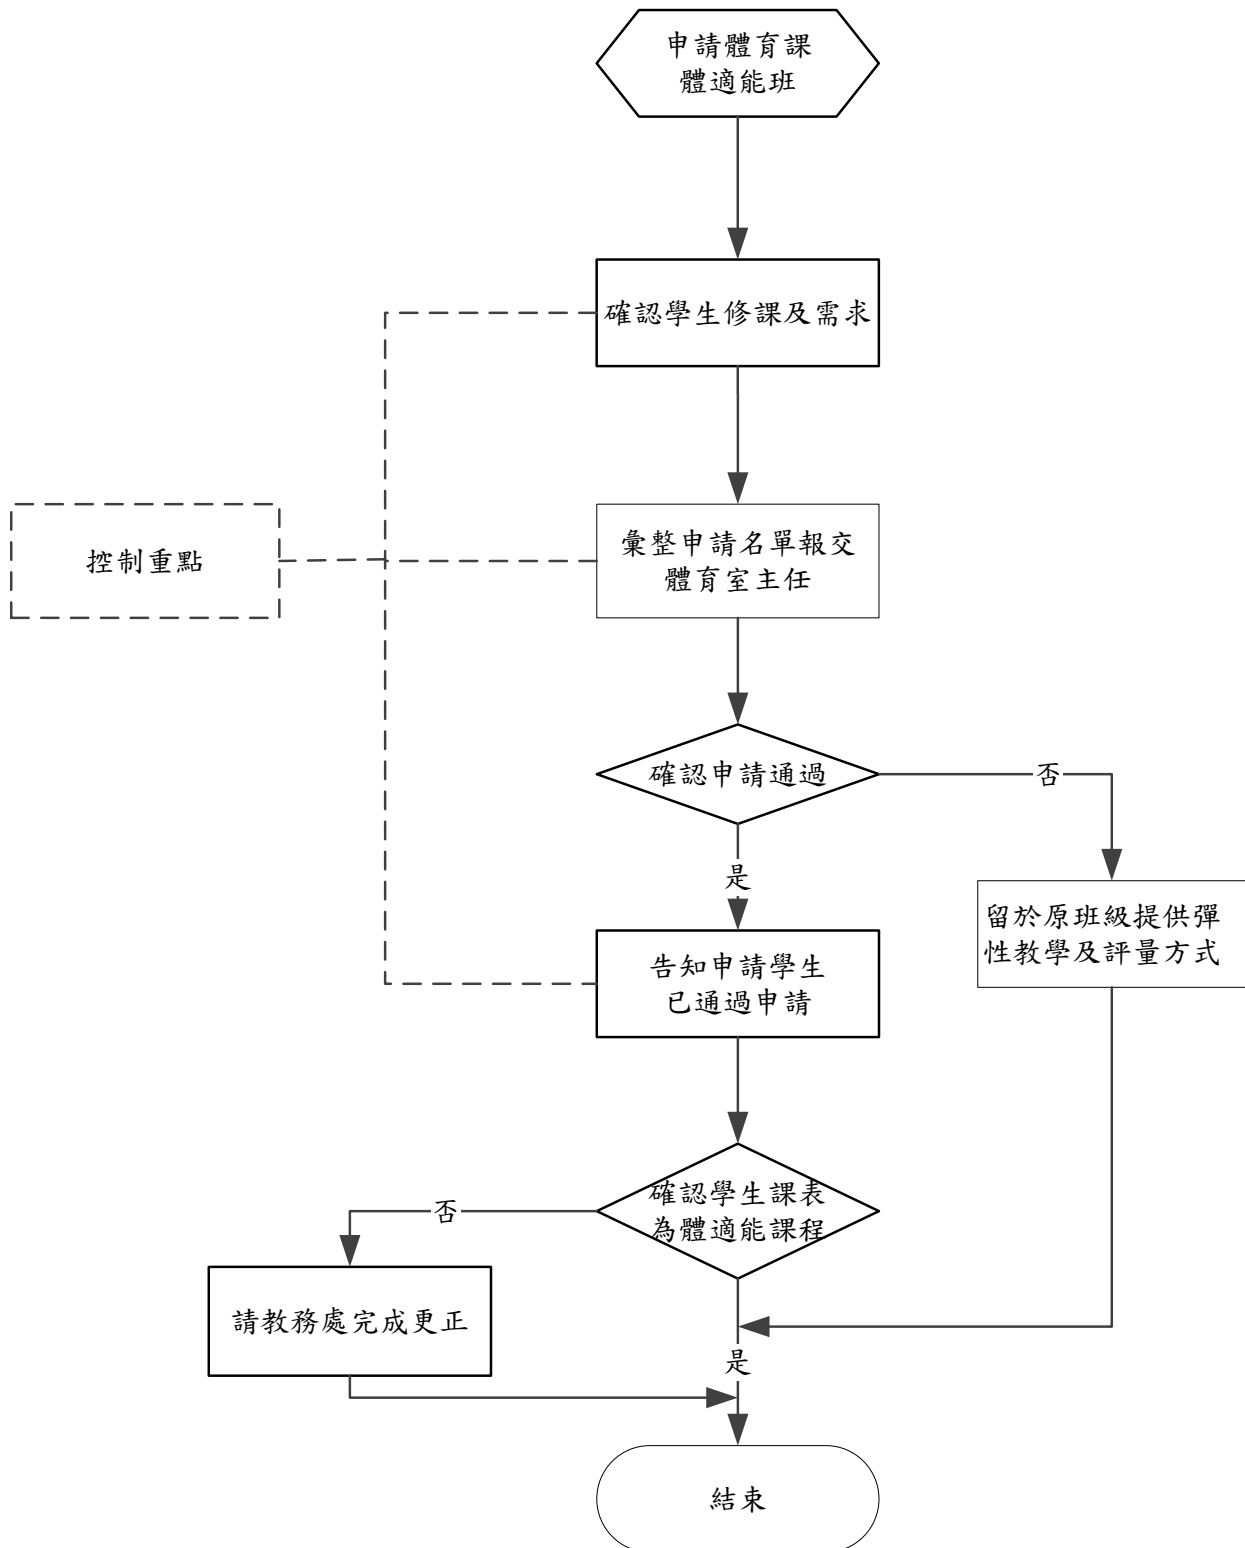 申請體育課
體適能班
確認學生修課及需求
控制重點
彙整申請名單報交
體育室主任
確認申請通過
否
是
留於原班級提供彈
性教學及評量方式
告知申請學生
已通過申請
確認學生課表
為體適能課程
否
請教務處完成更正
是
結束